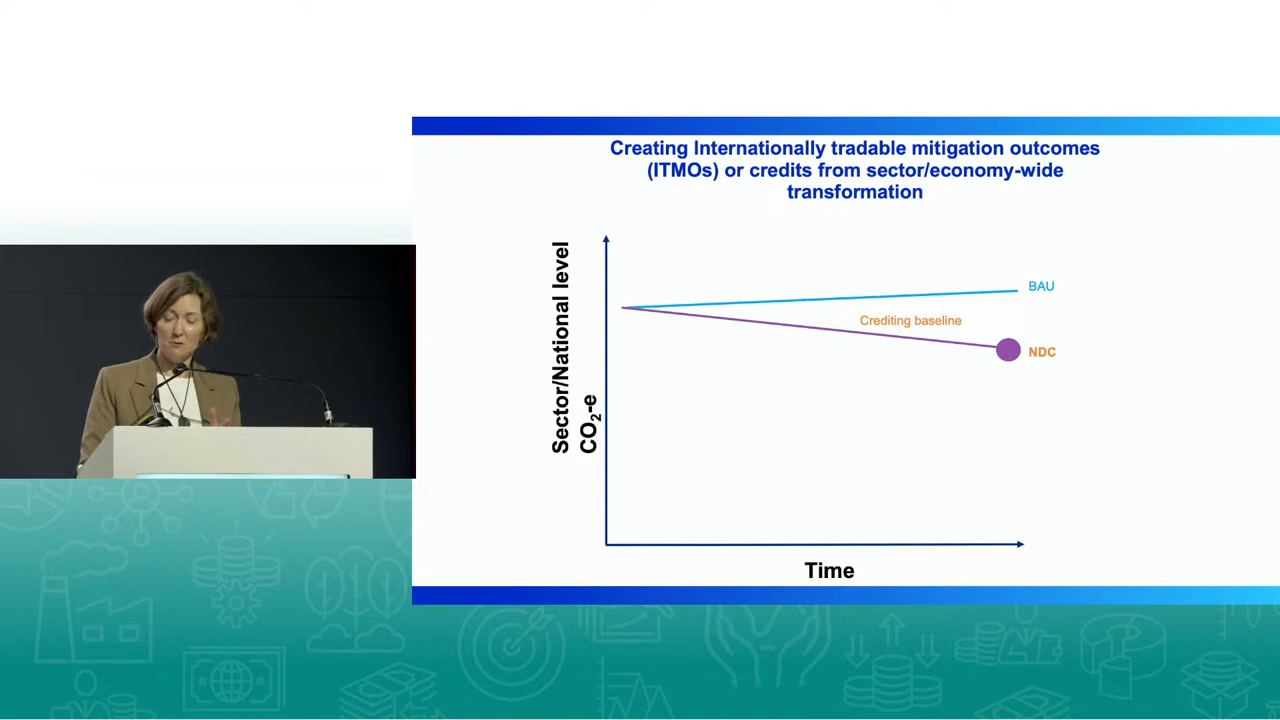 Creating Internationally tradable mitigation outcomes
(ITMOs) or credits from sector/economy-wide
transformation
Sector/National level
CO₂-e
BAU
Crediting baseline
NDC
Time